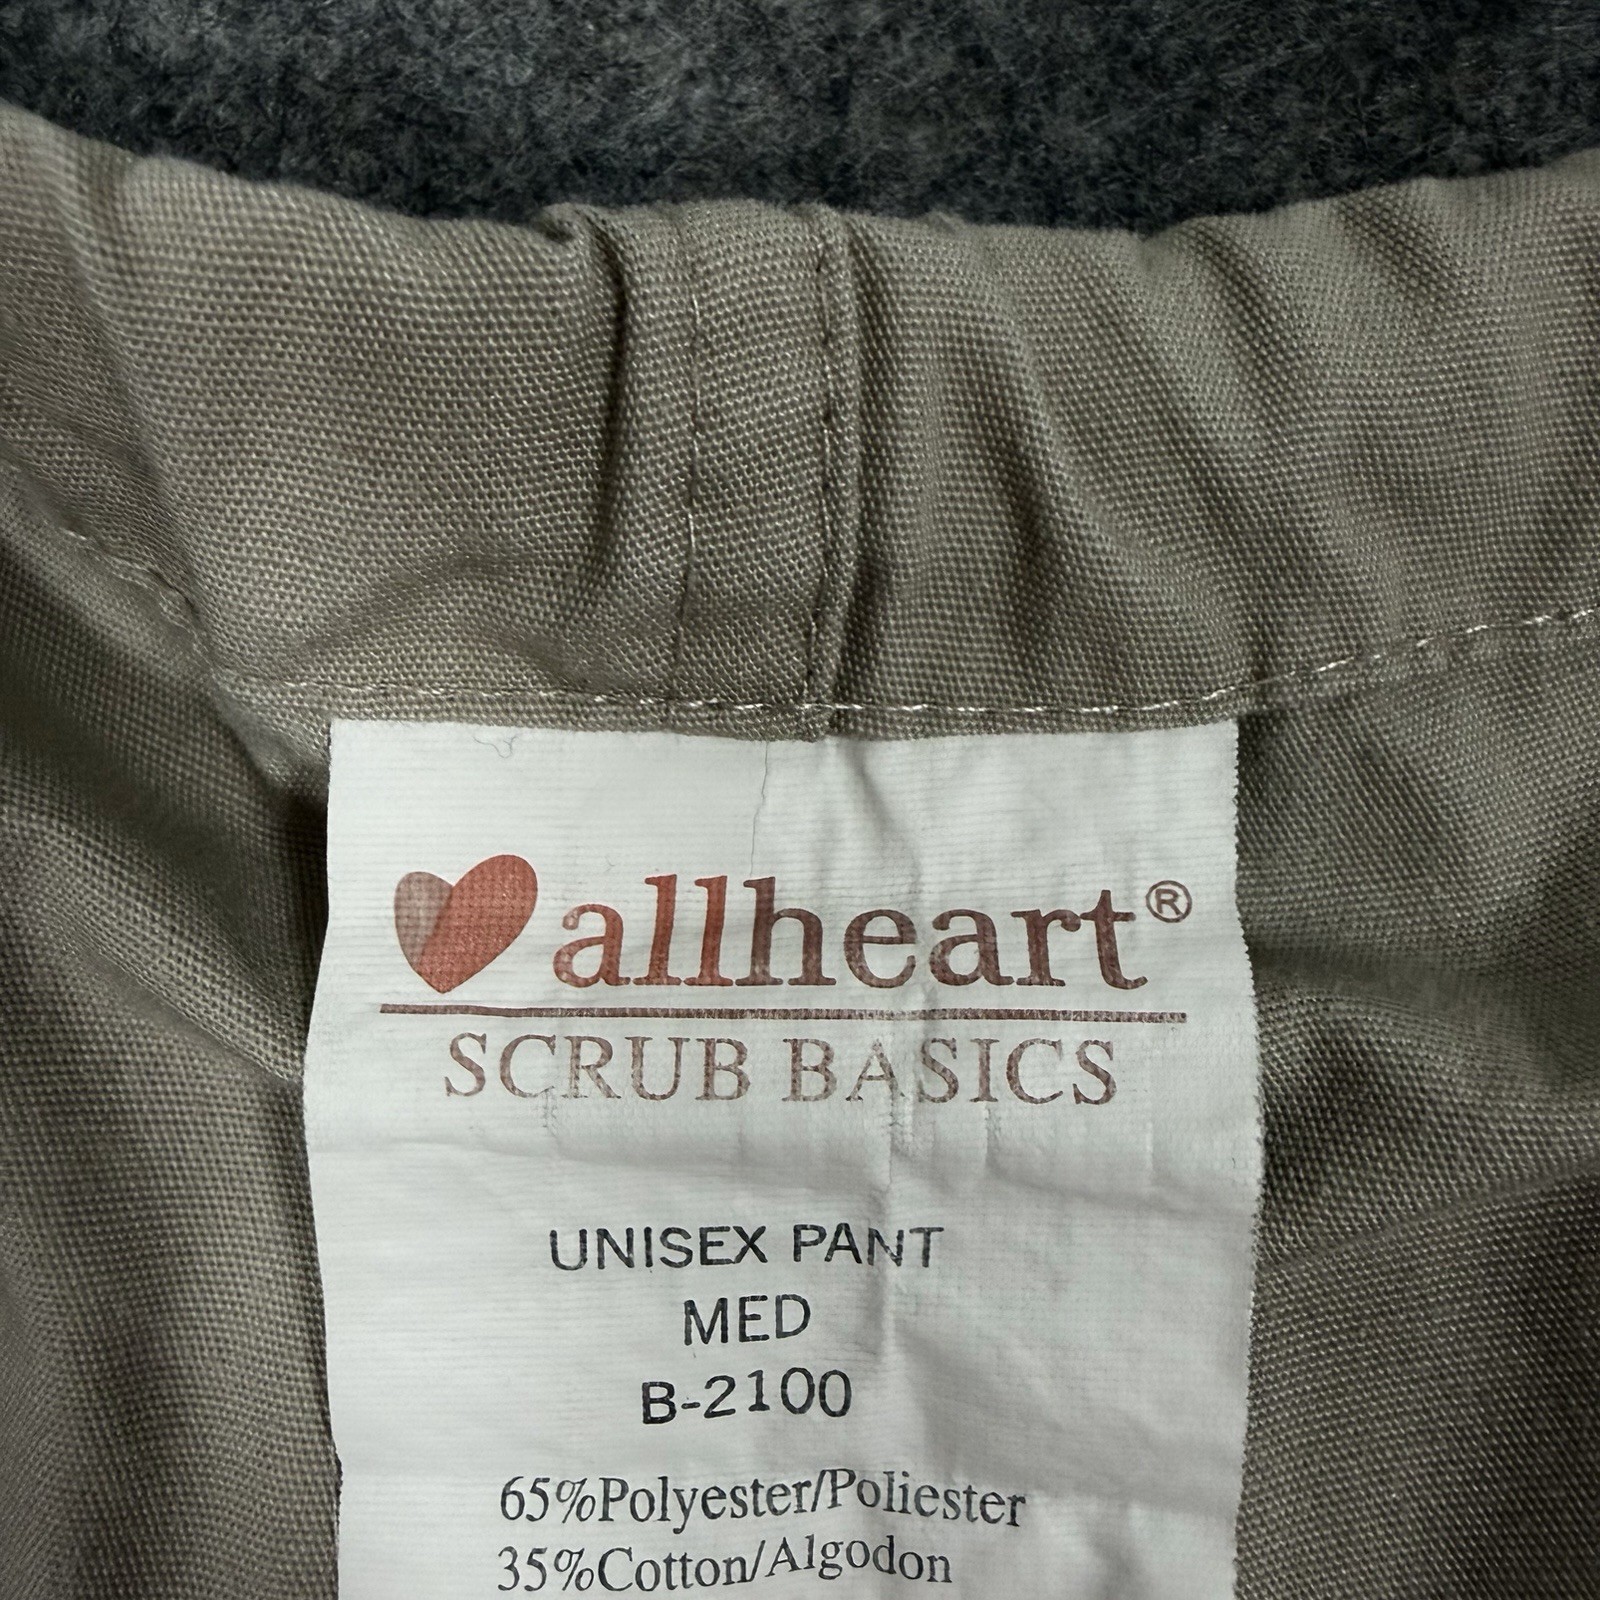 allheart®
SCRUB BASICS
UNISEX PANT
MED
B-2100
65%Polyester/Poliester
35%Cotton/Algodon